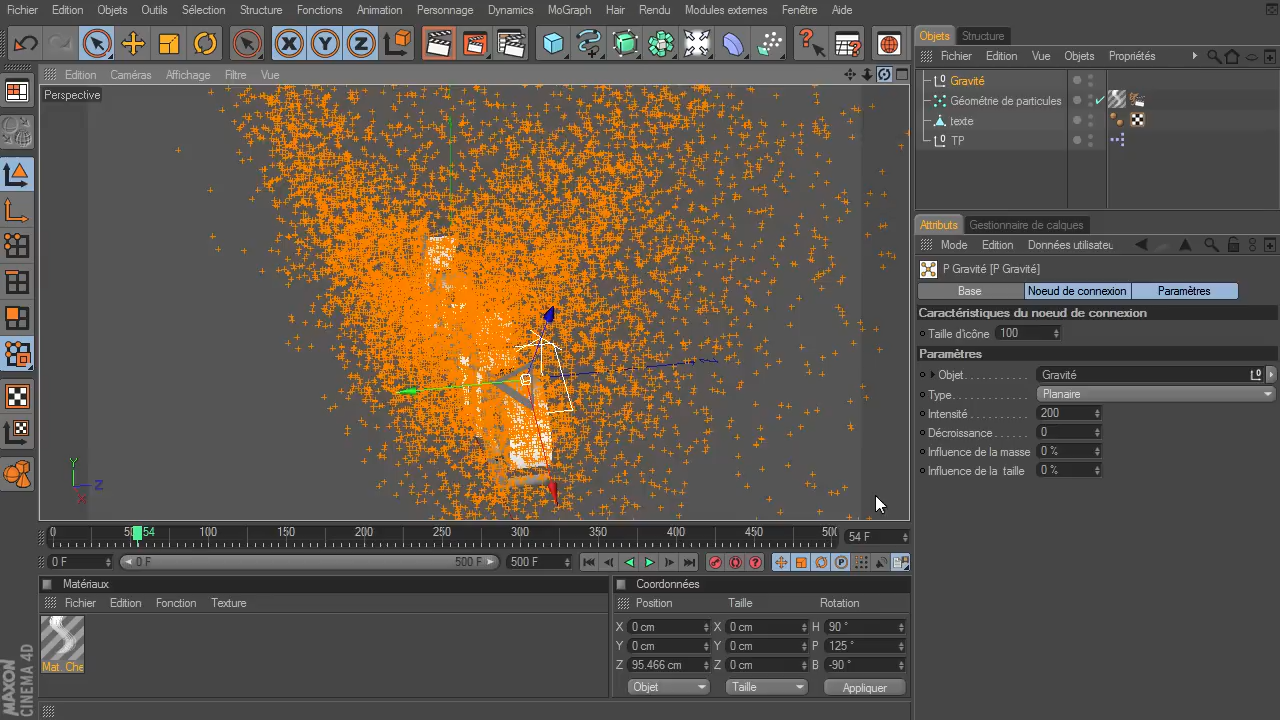 Fichier Edition Objets Outils Sélection Structure Fonctions Animation Personnage Dynamics MoGraph Hair Rendu Modules externes Fenêtre Aide
Objets Structure
Fichier Edition Vue Objets Propriétés
Edition Caméras Affichage Filtre Vue
Perspective
Gravité
Géométrie de particules
texte
TP
Attributs Gestionnaire de calques
Mode Edition Données utilisateu
P Gravité [P Gravité]
Base Noeud de connexion Paramètres
Caractéristiques du noeud de connexion
Taille d'icône 100
Paramètres
Objet Gravité
Type Planaire
Intensité 200
Décroissance 0
Influence de la masse 0 %
Influence de la taille 0 %
Y
Z
X
0 50 54 100 150 200 250 300 350 400 450 500
54 F
0 F 0 F 500 F 500 F
Matériaux
Fichier Edition Fonction Texture
Mat. Che
Coordonnées
Position Taille Rotation
X 0 cm X 0 cm H 90 °
Y 0 cm Y 0 cm P 125 °
Z 95.466 cm Z 0 cm B -90 °
Objet Taille Appliquer
MAXON
CINEMA 4D